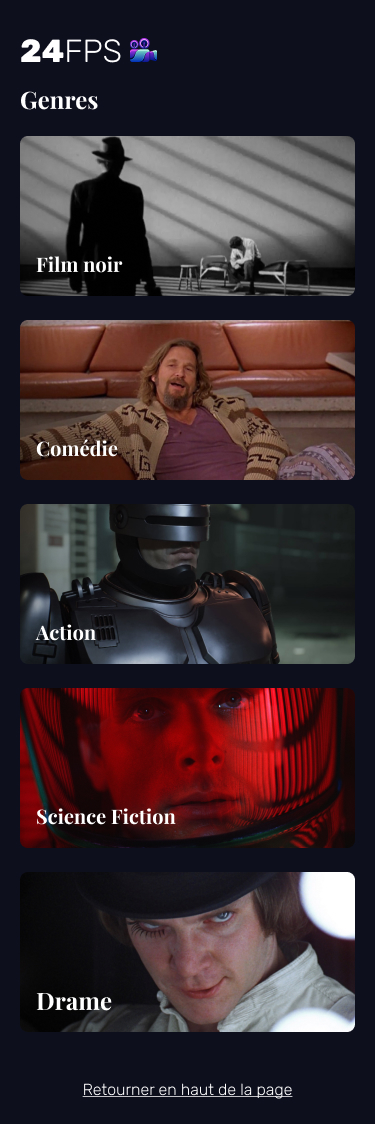 24FPS
Genres
Film noir
Comédie
Action
Science Fiction
Drame
Retourner en haut de la page